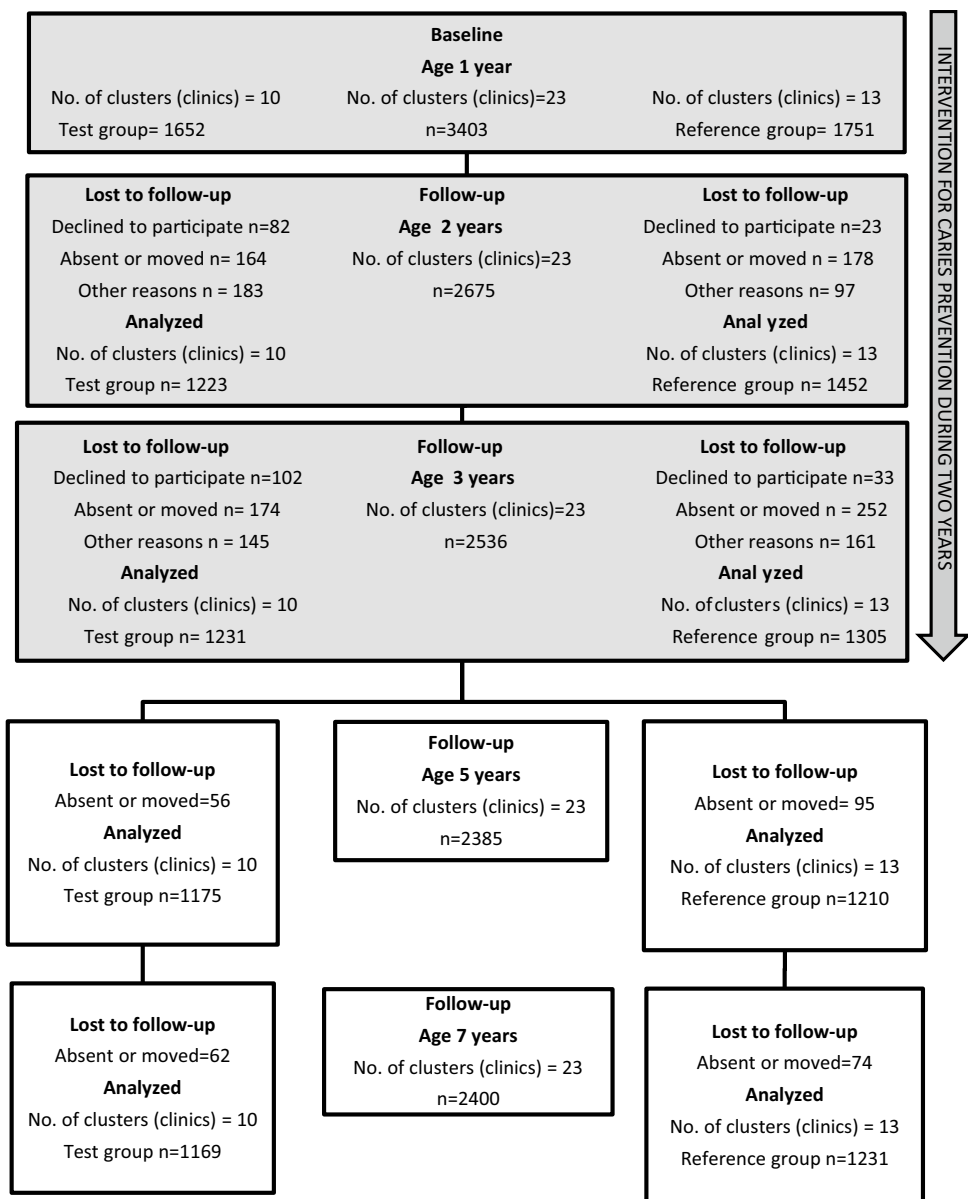 Baseline
Age 1 year
No. of clusters (clinics) = 10
Test group= 1652
No. of clusters (clinics)=23
n=3403
No. of clusters (clinics) = 13
Reference group= 1751
Lost to follow-up
Declined to participate n=82
Absent or moved n= 164
Other reasons n = 183
Analyzed
No. of clusters (clinics) = 10
Test group n= 1223
Follow-up
Age 2 years
No. of clusters (clinics)=23
n=2675
Lost to follow-up
Declined to participate n=23
Absent or moved n = 178
Other reasons n= 97
Anal yzed
No. of clusters (clinics) = 13
Reference group n= 1452
Lost to follow-up
Declined to participate n=102
Absent or moved n= 174
Other reasons n = 145
Analyzed
No. of clusters (clinics) = 10
Test group n= 1231
Follow-up
Age 3 years
No. of clusters (clinics)=23
n=2536
Lost to follow-up
Declined to participate n=33
Absent or moved n = 252
Other reasons n= 161
Anal yzed
No. of clusters (clinics) = 13
Reference group n= 1305
INTERVENTION FOR CARIES PREVENTION DURING TWO YEARS
Lost to follow-up
Absent or moved=56
Analyzed
No. of clusters (clinics) = 10
Test group n=1175
Follow-up
Age 5 years
No. of clusters (clinics) = 23
n=2385
Lost to follow-up
Absent or moved= 95
Analyzed
No. of clusters (clinics) = 13
Reference group n=1210
Lost to follow-up
Absent or moved=62
Analyzed
No. of clusters (clinics) = 10
Test group n=1169
Follow-up
Age 7 years
No. of clusters (clinics) = 23
n=2400
Lost to follow-up
Absent or moved=74
Analyzed
No. of clusters (clinics) = 13
Reference group n=1231